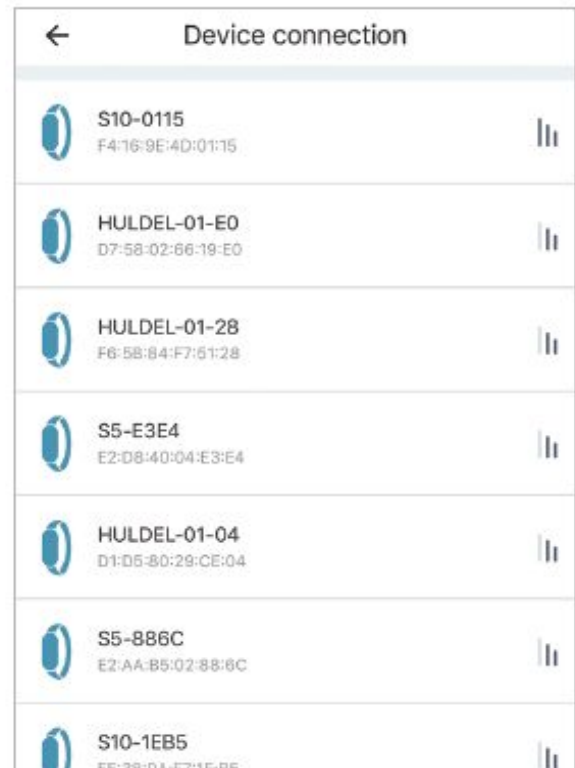 Device connection
S10-0115
F4:16:9E:4D:01:15
HULDEL-01-E0
D7:58:02:66:19:E0
HULDEL-01-28
F6:5B:84:F7:51:28
S5-E3E4
E2:D8:40:04:E3:E4
HULDEL-01-04
D1:D5:80:29:CE:04
S5-886C
E2:AA:B5:02:88:6C
S10-1EB5